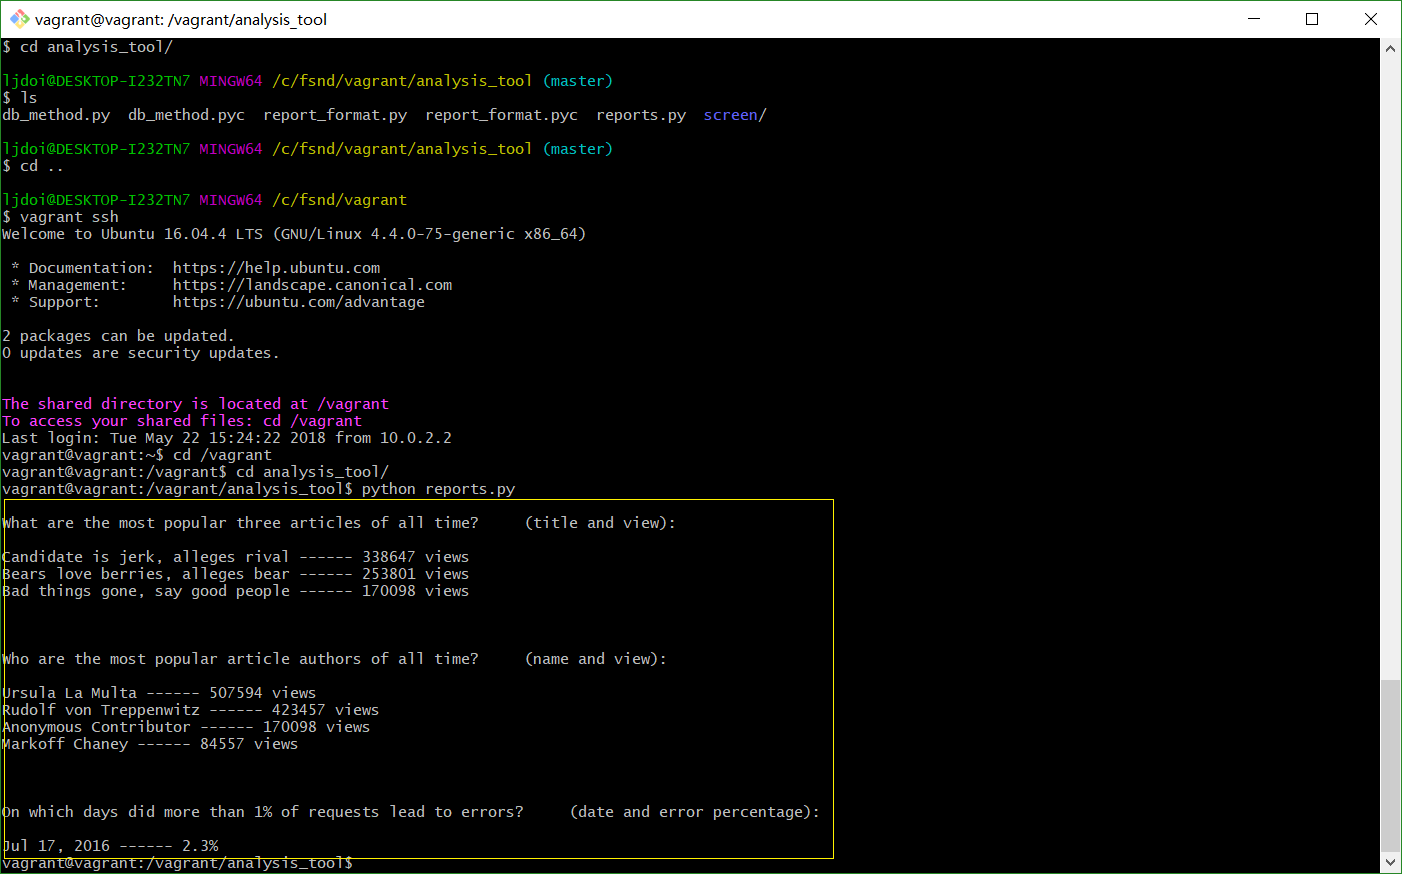 vagrant@vagrant: /vagrant/analysis_tool
$ cd analysis_tool/
ljdoi@DESKTOP-I232TN7 MINGW64 /c/fsnd/vagrant/analysis_tool (master)
$ ls
db_method.py  db_method.pyc  report_format.py  report_format.pyc  reports.py  screen/
ljdoi@DESKTOP-I232TN7 MINGW64 /c/fsnd/vagrant/analysis_tool (master)
$ cd ..
ljdoi@DESKTOP-I232TN7 MINGW64 /c/fsnd/vagrant
$ vagrant ssh
Welcome to Ubuntu 16.04.4 LTS (GNU/Linux 4.4.0-75-generic x86_64)
* Documentation:  https://help.ubuntu.com
* Management:     https://landscape.canonical.com
* Support:        https://ubuntu.com/advantage
2 packages can be updated.
0 updates are security updates.
The shared directory is located at /vagrant
To access your shared files: cd /vagrant
Last login: Tue May 22 15:24:22 2018 from 10.0.2.2
vagrant@vagrant:~$ cd /vagrant
vagrant@vagrant:/vagrant$ cd analysis_tool/
vagrant@vagrant:/vagrant/analysis_tool$ python reports.py
What are the most popular three articles of all time?     (title and view):
Candidate is jerk, alleges rival ------ 338647 views
Bears love berries, alleges bear ------ 253801 views
Bad things gone, say good people ------ 170098 views
Who are the most popular article authors of all time?     (name and view):
Ursula La Multa ------ 507594 views
Rudolf von Treppenwitz ------ 423457 views
Anonymous Contributor ------ 170098 views
Markoff Chaney ------ 84557 views
On which days did more than 1% of requests lead to errors?     (date and error percentage):
Jul 17, 2016 ------ 2.3%
vagrant@vagrant:/vagrant/analysis_tool$